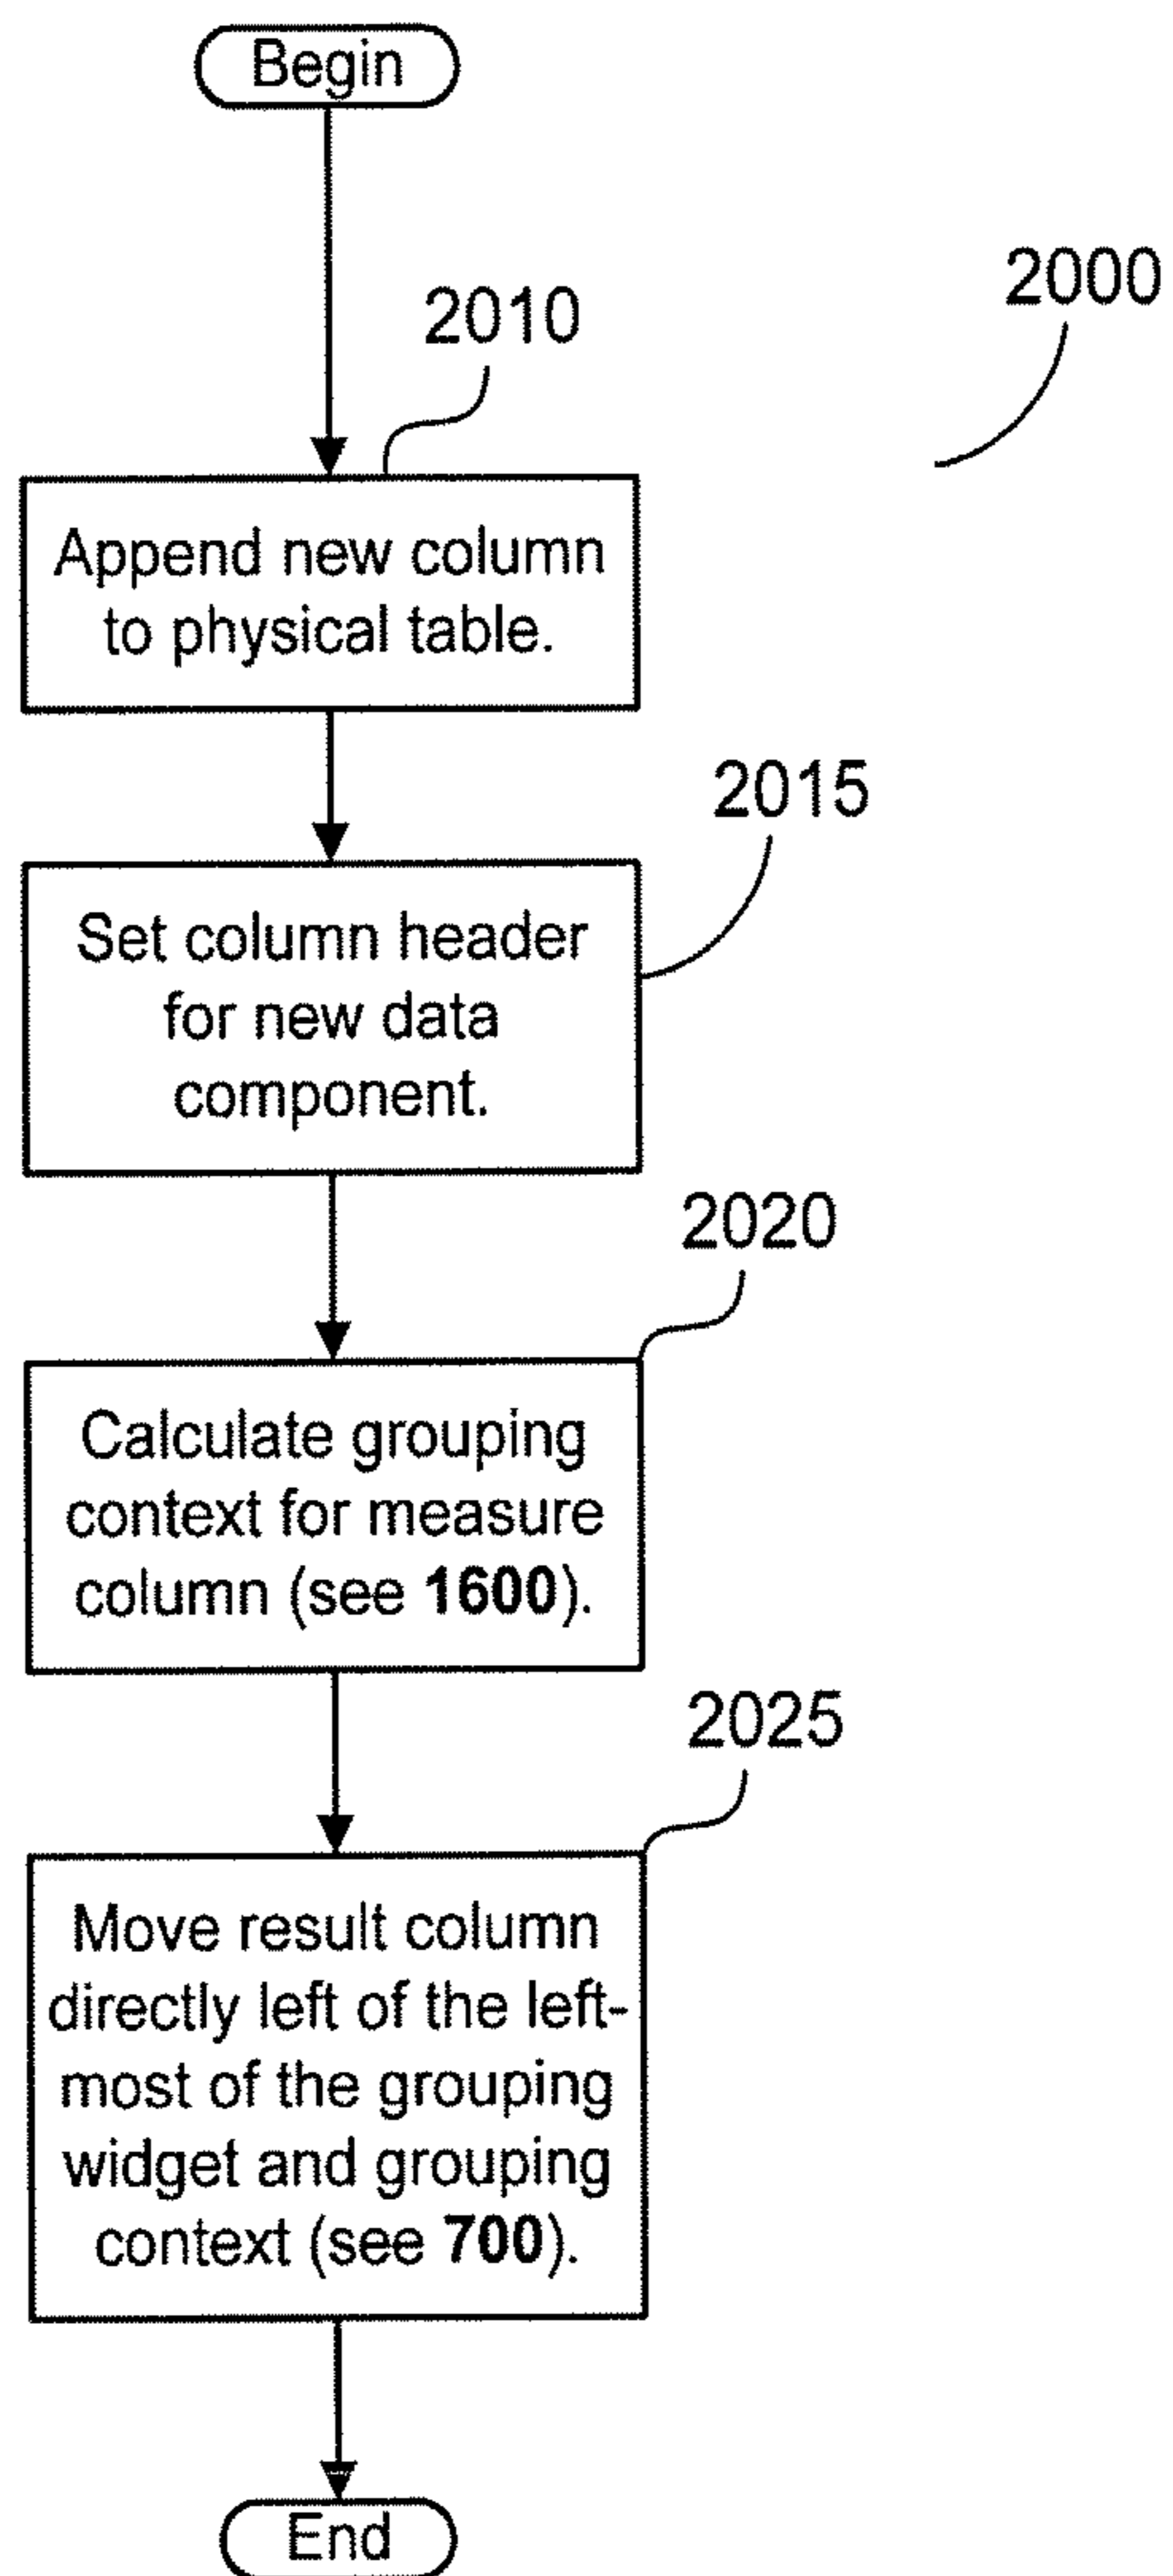 Begin
2000
2010
Append new column
to physical table.
2015
Set column header
for new data
component.
2020
Calculate grouping
context for measure
column (see 1600).
2025
Move result column
directly left of the left-
most of the grouping
widget and grouping
context (see 700).
End